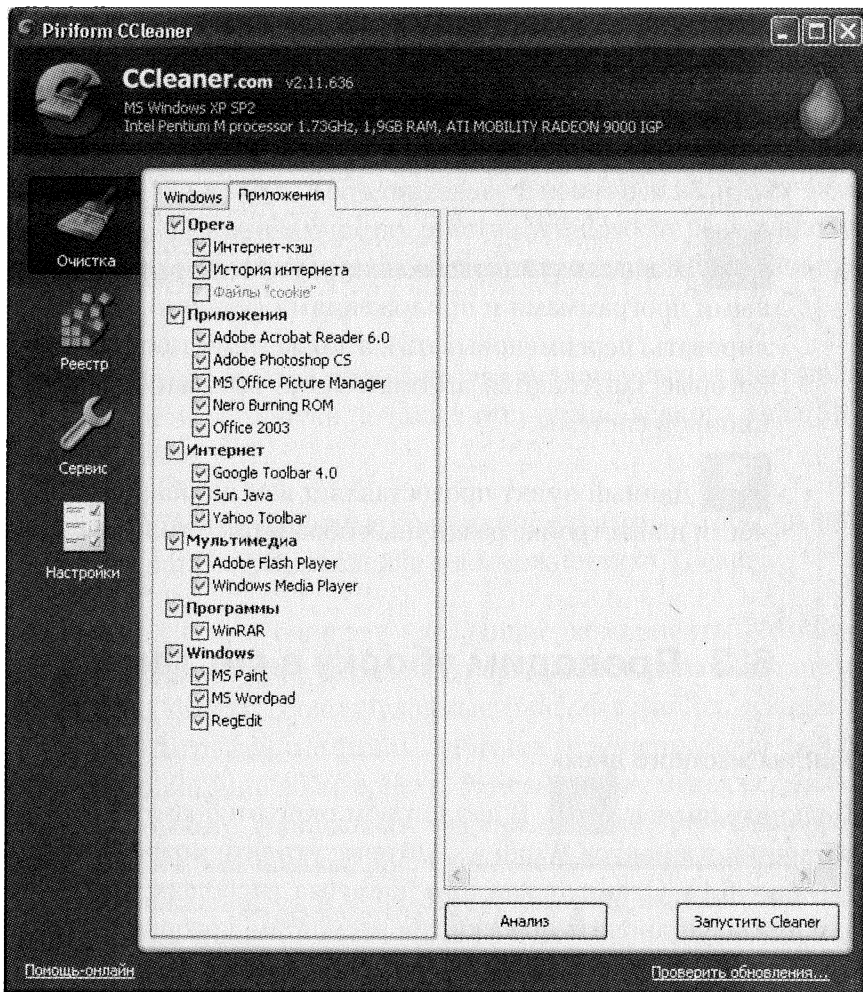 Piriform CCleaner
CCleaner.com v2.11.636
MS Windows XP SP2
Intel Pentium M processor 1.73GHz, 1,9GB RAM, ATI MOBILITY RADEON 9000 IGP
Очистка
Реестр
Сервис
Настройки
Windows Приложения
Opera
Интернет-кэш
История интернета
Файлы "cookie"
Приложения
Adobe Acrobat Reader 6.0
Adobe Photoshop CS
MS Office Picture Manager
Nero Burning ROM
Office 2003
Интернет
Google Toolbar 4.0
Sun Java
Yahoo Toolbar
Мультимедиа
Adobe Flash Player
Windows Media Player
Программы
WinRAR
Windows
MS Paint
MS Wordpad
RegEdit
Анализ Запустить Cleaner
Помощь-онлайн Проверить обновления...